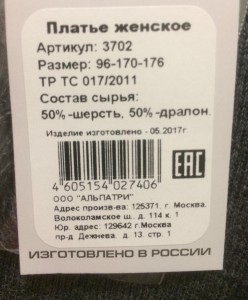 Платье женское
Артикул: 3702
Размер: 96-170-176
ТР ТС 017/2011
Состав сырья:
50%-шерсть, 50%-дралон.
Изделие изготовлено - 05.2017г
EAC
4 605154 027406
ООО "АЛЬПАТРИ"
Адрес произв-ва: 125371, г. Москва.
Волоколамское ш. д. 114 к. 1
Юр. адрес: 129642 г.Москва
пр-д Дежнева. д. 13. стр. 1
ИЗГОТОВЛЕНО В РОССИИ